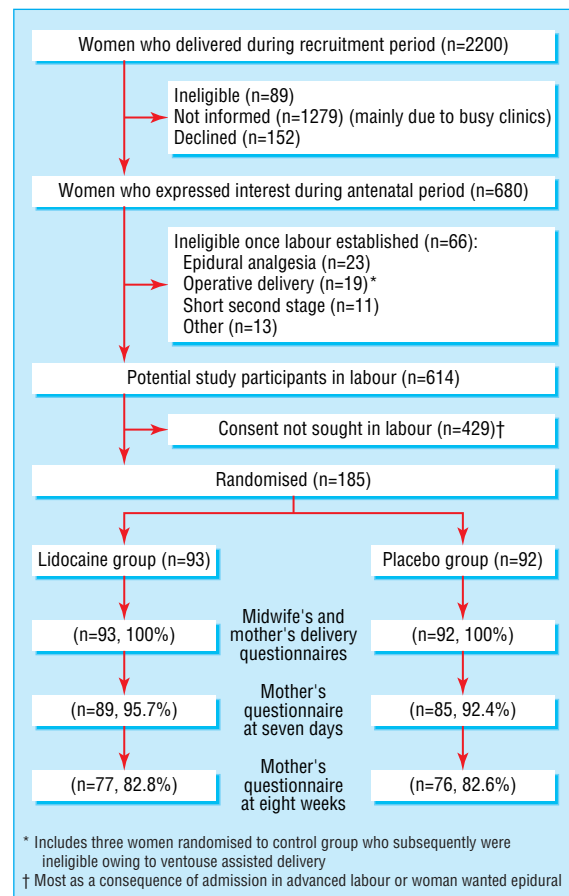 Women who delivered during recruitment period (n=2200)
Ineligible (n=89)
Not informed (n=1279) (mainly due to busy clinics)
Declined (n=152)
Women who expressed interest during antenatal period (n=680)
Ineligible once labour established (n=66):
Epidural analgesia (n=23)
Operative delivery (n=19)*
Short second stage (n=11)
Other (n=13)
Potential study participants in labour (n=614)
Consent not sought in labour (n=429)†
Randomised (n=185)
Lidocaine group (n=93)
Placebo group (n=92)
Midwife's and
mother's delivery
questionnaires
(n=93, 100%)
(n=92, 100%)
Mother's
questionnaire
at seven days
(n=89, 95.7%)
(n=85, 92.4%)
Mother's
questionnaire
at eight weeks
(n=77, 82.8%)
(n=76, 82.6%)
* Includes three women randomised to control group who subsequently were
ineligible owing to ventouse assisted delivery
† Most as a consequence of admission in advanced labour or woman wanted epidural